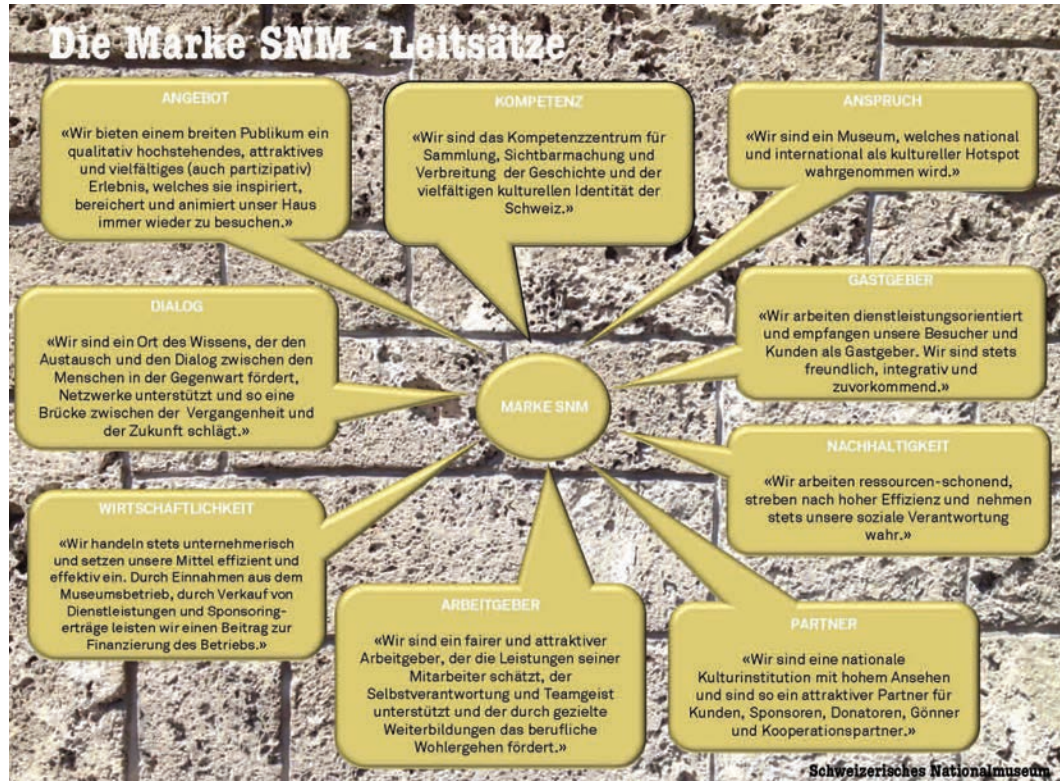 Die Marke SNM - Leitsätze
ANGEBOT
«Wir bieten einem breiten Publikum ein
qualitativ hochstehendes, attraktives
und vielfältiges (auch partizipativ)
Erlebnis, welches sie inspiriert,
bereichert und animiert unser Haus
immer wieder zu besuchen.»
KOMPETENZ
«Wir sind das Kompetenzzentrum für
Sammlung, Sichtbarmachung und
Verbreitung der Geschichte und der
vielfältigen kulturellen Identität der
Schweiz.»
ANSPRUCH
«Wir sind ein Museum, welches national
und international als kultureller Hotspot
wahrgenommen wird.»
DIALOG
«Wir sind ein Ort des Wissens, der den
Austausch und den Dialog zwischen den
Menschen in der Gegenwart fördert,
Netzwerke unterstützt und so eine
Brücke zwischen der Vergangenheit und
der Zukunft schlägt.»
MARKE SNM
GASTGEBER
«Wir arbeiten dienstleistungsorientiert
und empfangen unsere Besucher und
Kunden als Gastgeber. Wir sind stets
freundlich, integrativ und
zuvorkommend.»
NACHHALTIGKEIT
«Wir arbeiten ressourcen-schonend,
streben nach hoher Effizienz und nehmen
stets unsere soziale Verantwortung
wahr.»
WIRTSCHAFTLICHKEIT
«Wir handeln stets unternehmerisch
und setzen unsere Mittel effizient und
effektiv ein. Durch Einnahmen aus dem
Museumsbetrieb, durch Verkauf von
Dienstleistungen und Sponsoring-
erträge leisten wir einen Beitrag zur
Finanzierung des Betriebs.»
ARBEITGEBER
«Wir sind ein fairer und attraktiver
Arbeitgeber, der die Leistungen seiner
Mitarbeiter schätzt, der
Selbstverantwortung und Teamgeist
unterstützt und der durch gezielte
Weiterbildungen das berufliche
Wohlergehen fördert.»
PARTNER
«Wir sind eine nationale
Kulturinstitution mit hohem Ansehen
und sind so ein attraktiver Partner für
Kunden, Sponsoren, Donatoren, Gönner
und Kooperationspartner.»
Schweizerisches Nationalmuseum